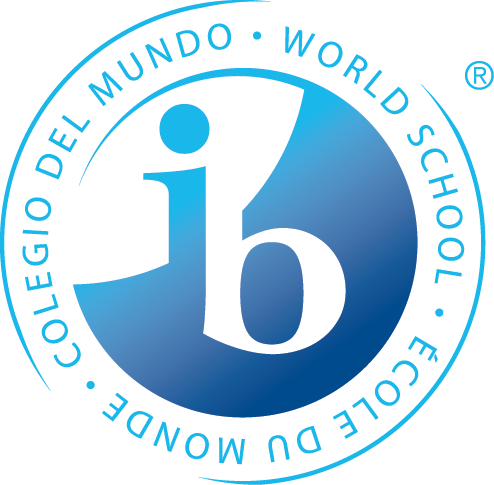 COLEGIO DEL MUNDO · WORLD SCHOOL · ÉCOLE DU MONDE ·
®
ib